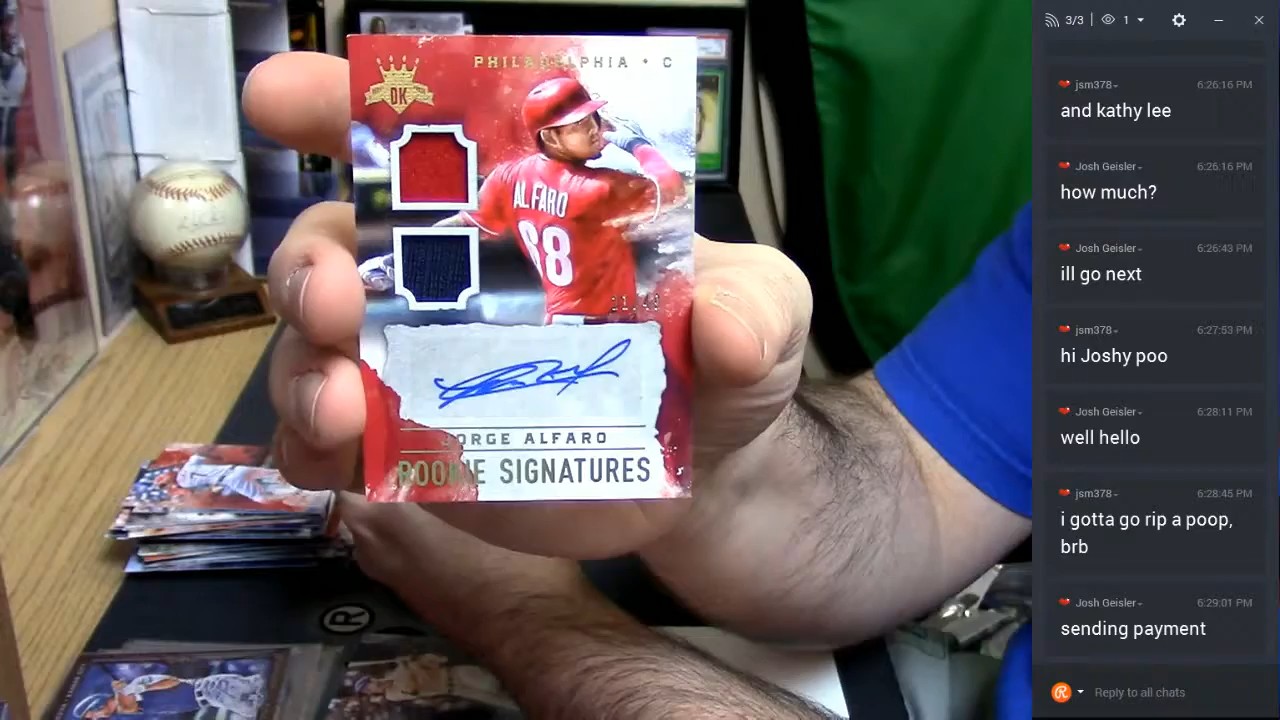 PHILADELPHIA • C
DK
ALFARO
68
JORGE ALFARO
ROOKIE SIGNATURES
®
3/3
1
jsm378
6:26:16 PM
and kathy lee
Josh Geisler
6:26:16 PM
how much?
Josh Geisler
6:26:43 PM
ill go next
jsm378
6:27:53 PM
hi Joshy poo
Josh Geisler
6:28:11 PM
well hello
jsm378
6:28:45 PM
i gotta go rip a poop,
brb
Josh Geisler
6:29:01 PM
sending payment
Reply to all chats